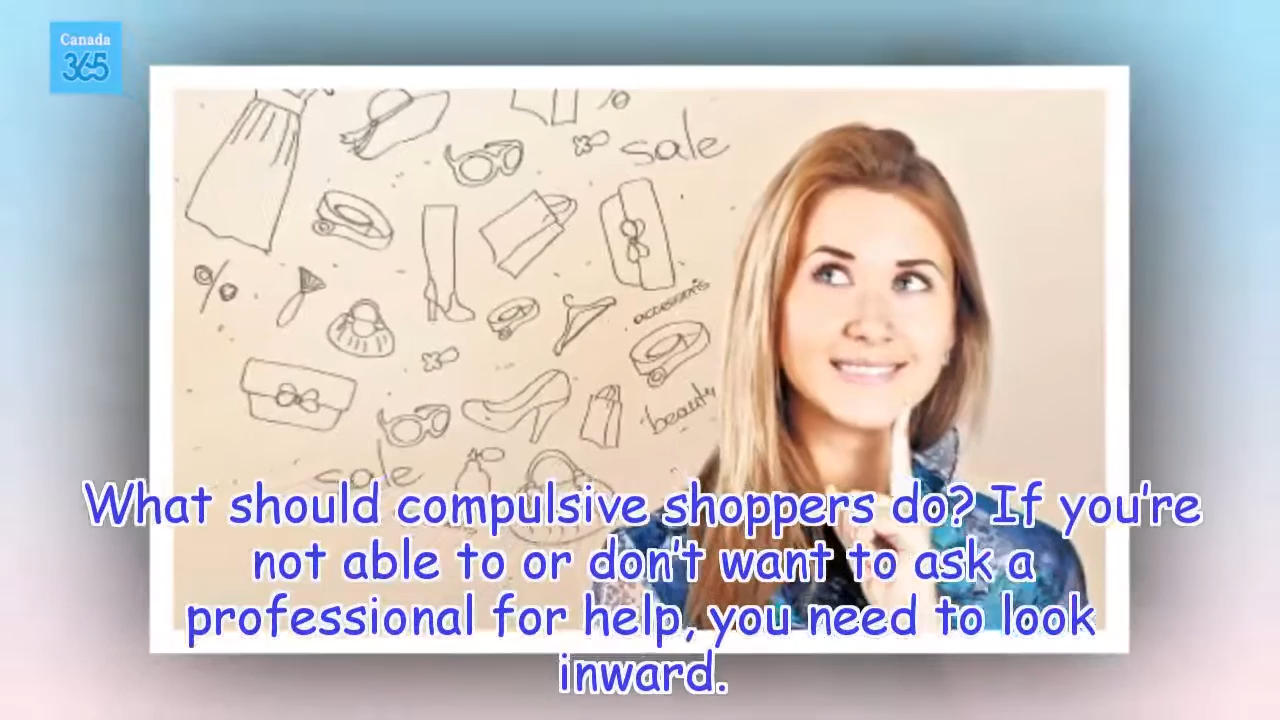 Canada
365
sale
%
accessories
beauty
sale
What should compulsive shoppers do? If you're
not able to or don't want to ask a
professional for help, you need to look
inward.